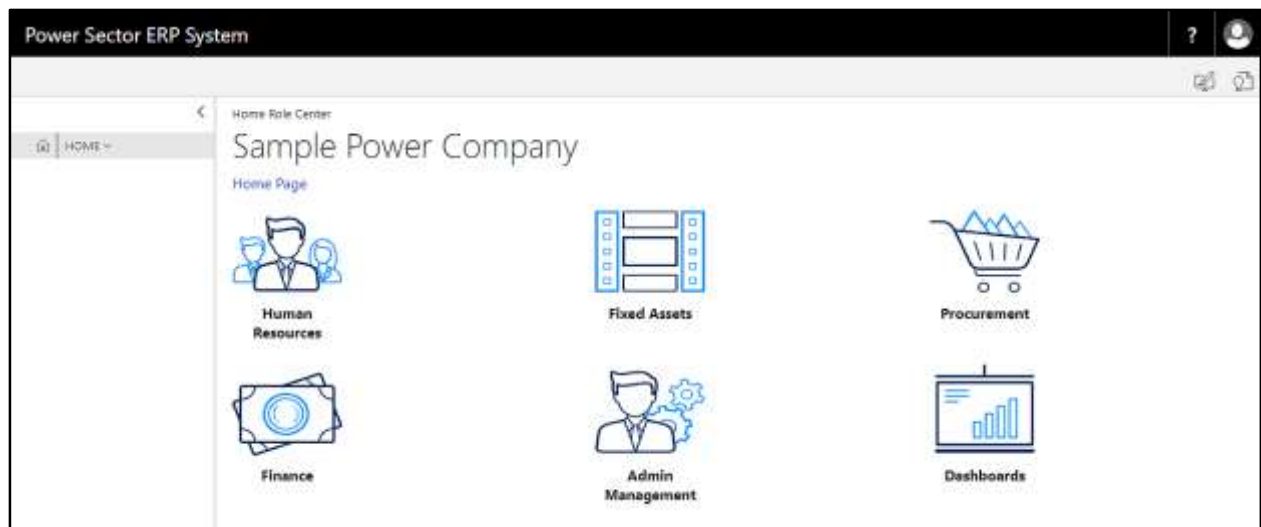 Power Sector ERP System
?
Home Role Center
HOME
Sample Power Company
Home Page
Human
Resources
Fixed Assets
Procurement
Finance
Admin
Management
Dashboards